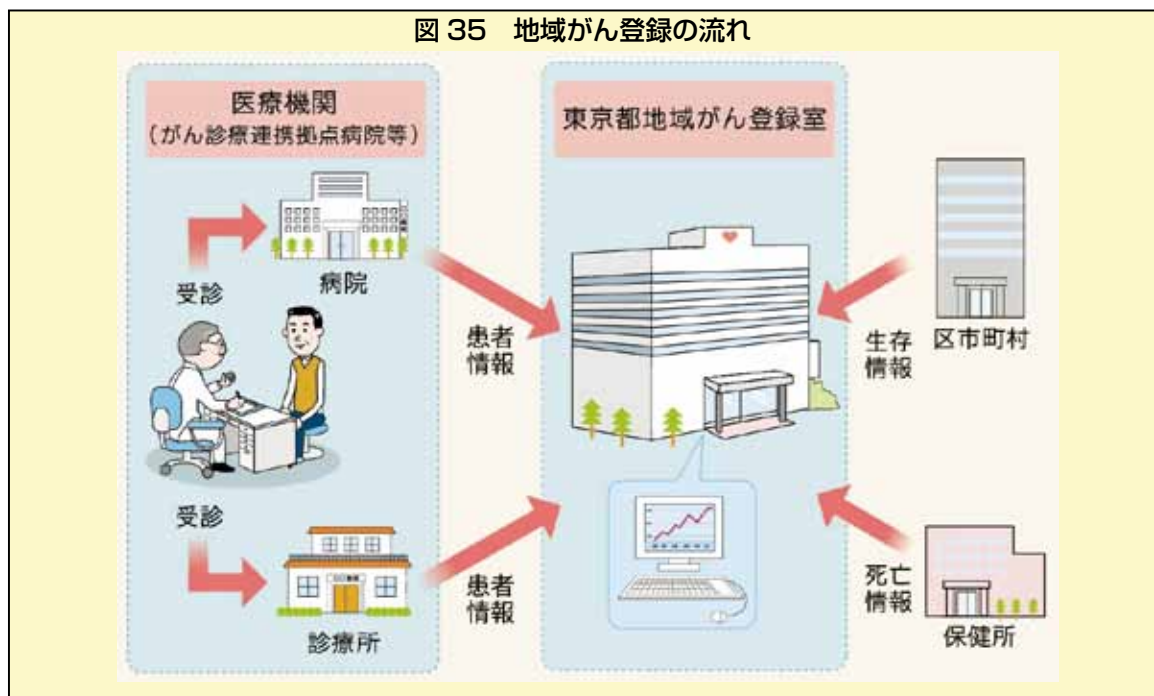 図 35 地域がん登録の流れ
医療機関
(がん診療連携拠点病院等)
受診
病院
患者
情報
受診
診療所
患者
情報
東京都地域がん登録室
生存
情報
区市町村
死亡
情報
保健所